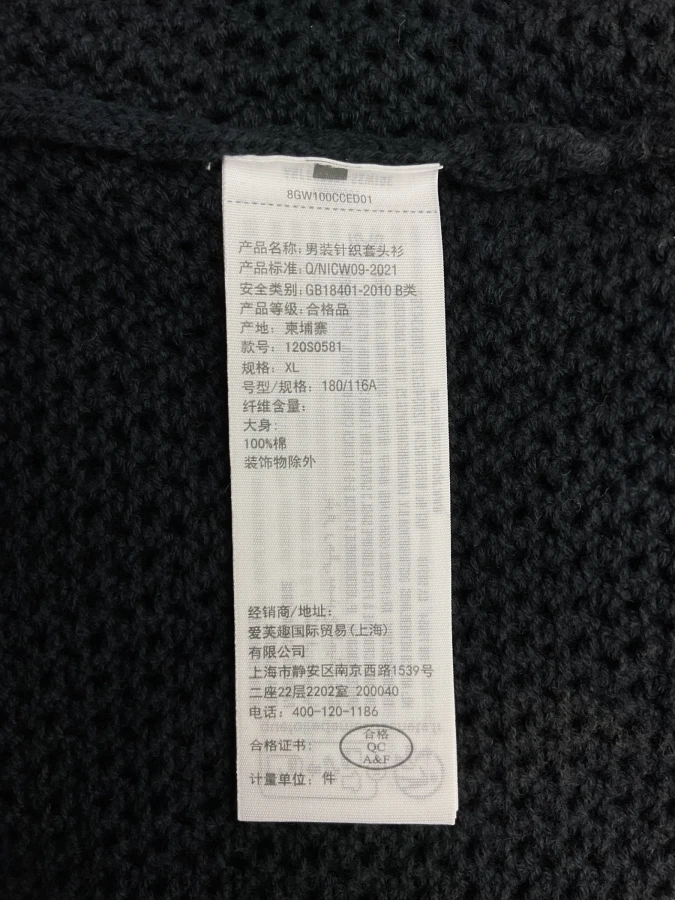 8GW100CCED01
产品名称: 男装针织套头衫
产品标准: Q/NICW09-2021
安全类别: GB18401-2010 B类
产品等级: 合格品
产地: 柬埔寨
款号: 120S0581
规格: XL
号型/规格: 180/116A
纤维含量:
大身:
100%棉
装饰物除外
经销商/地址:
爱芙趣国际贸易(上海)
有限公司
上海市静安区南京西路1539号
二座22层2202室 200040
电话: 400-120-1186
合格证书:
合格
QC
A&F
计量单位: 件